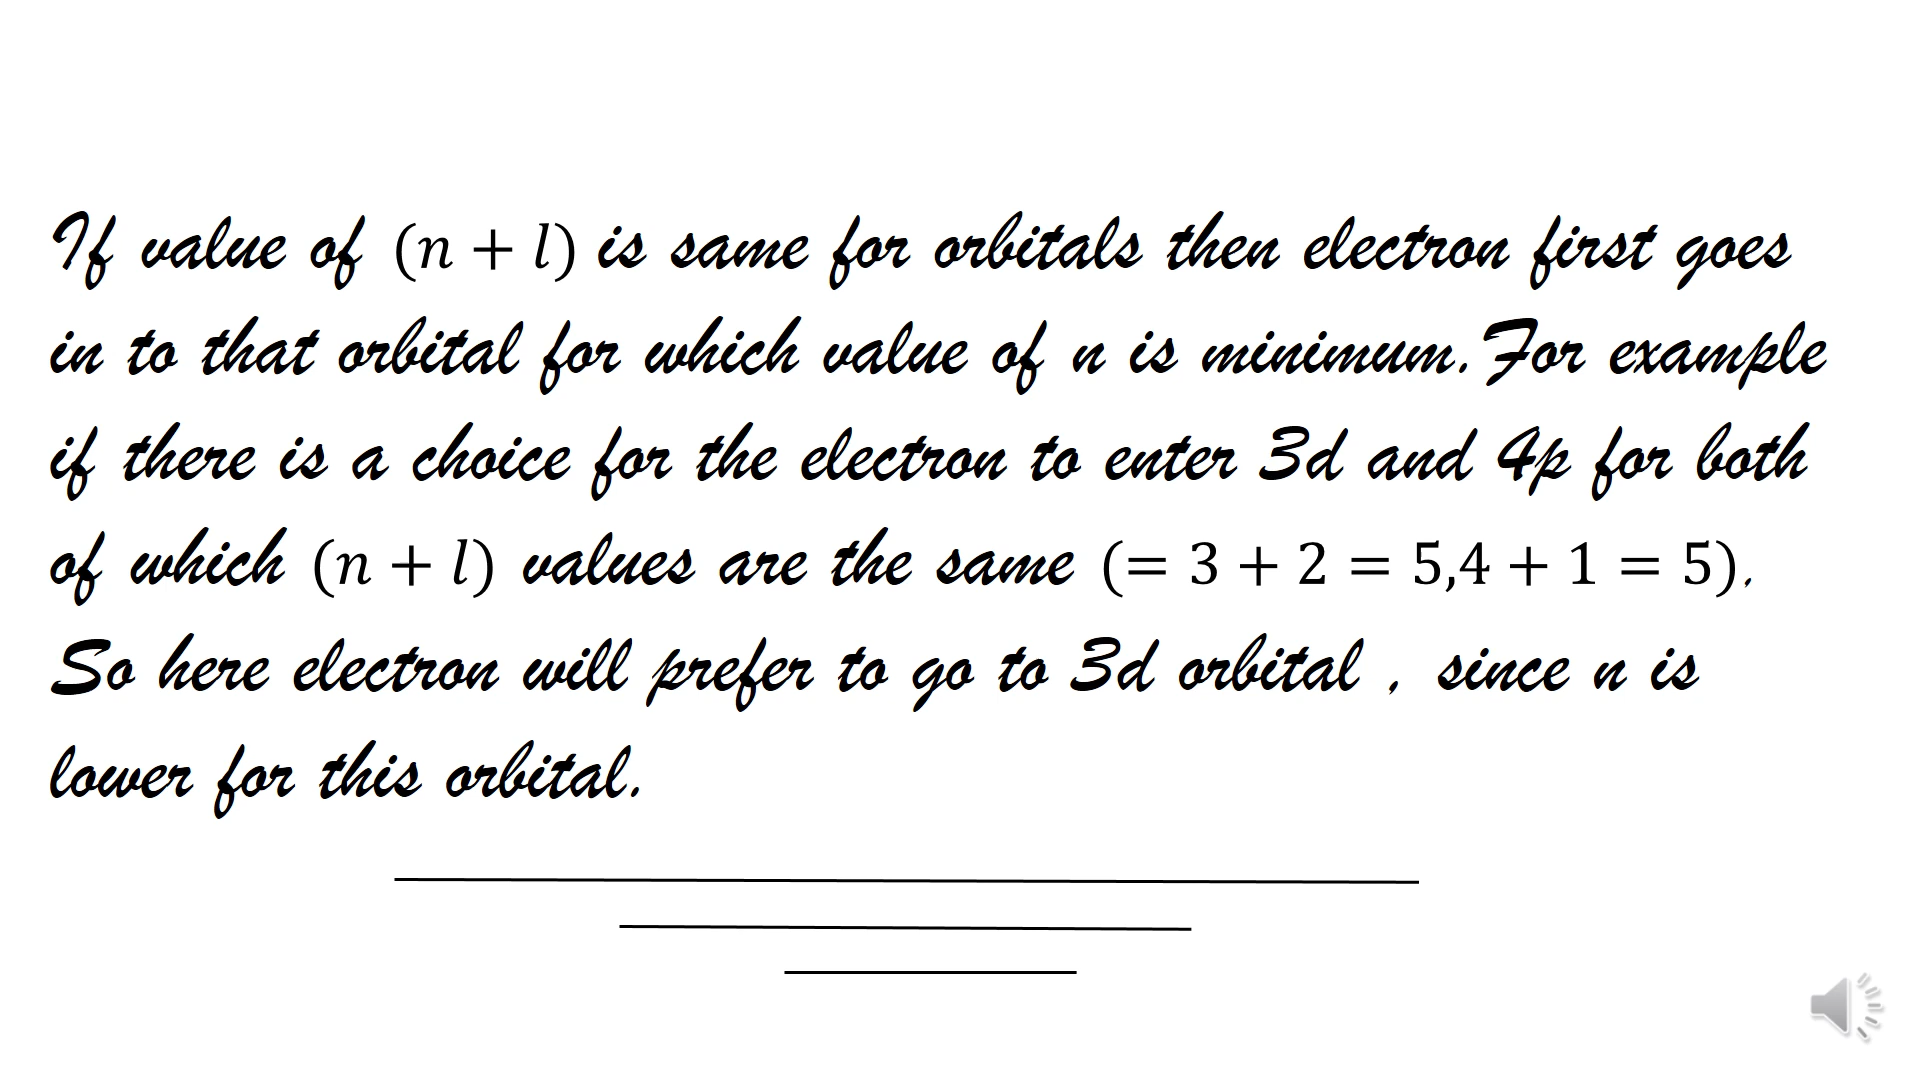 If value of (n + l) is same for orbitals then electron first goes
in to that orbital for which value of n is minimum.For example
if there is a choice for the electron to enter 3d and 4p for both
of which (n + l) values are the same (= 3 + 2 = 5,4 + 1 = 5).
So here electron will prefer to go to 3d orbital , since n is
lower for this orbital.